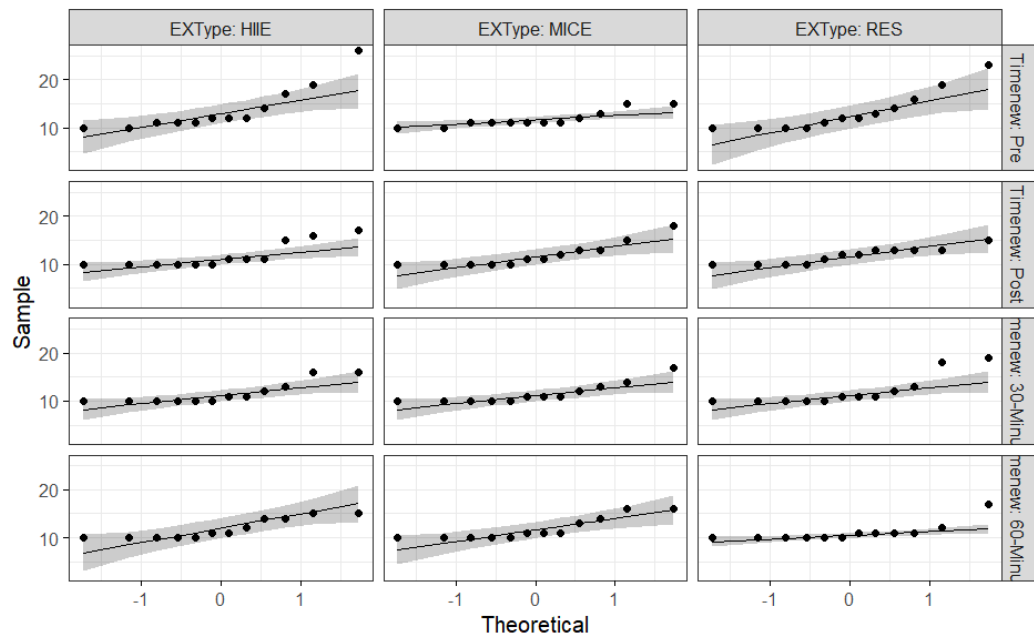 EXType: HIIE
EXType: MICE
EXType: RES
Timenew: Pre
Timenew: Post
menew: 30-Minu
menew: 60-Minu
Sample
20
10
20
10
20
10
20
10
-1
0
1
-1
0
1
-1
0
1
Theoretical